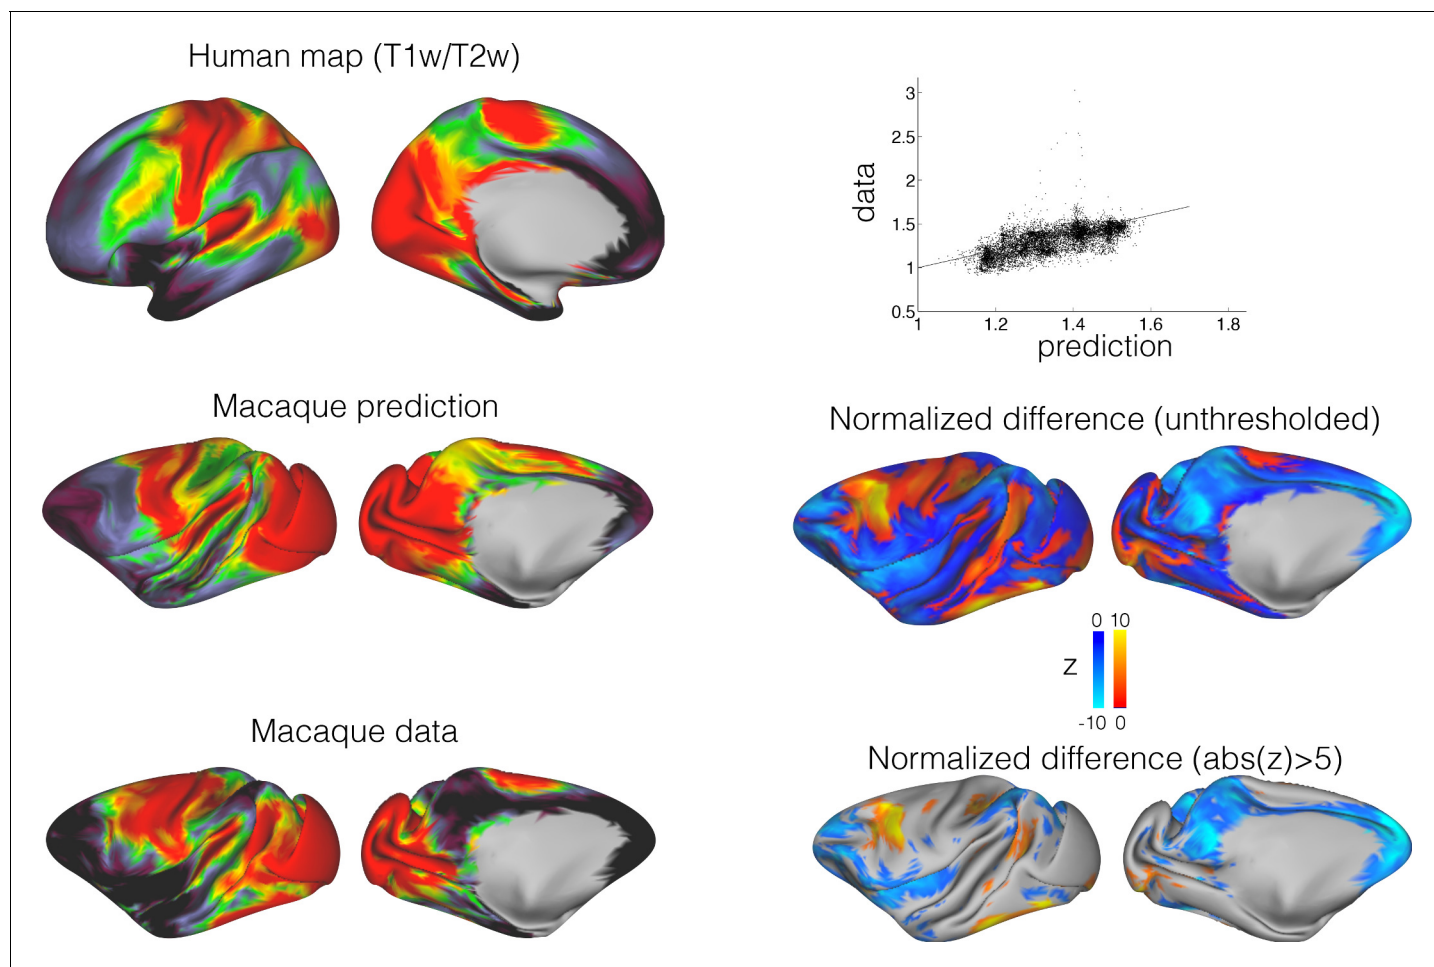 Human map (T1w/T2w)
3
2.5
2
1.5
1
0.5
data
1 1.2 1.4 1.6 1.8
prediction
Macaque prediction
Normalized difference (unthresholded)
0 10
z
-10 0
Macaque data
Normalized difference (abs(z)>5)